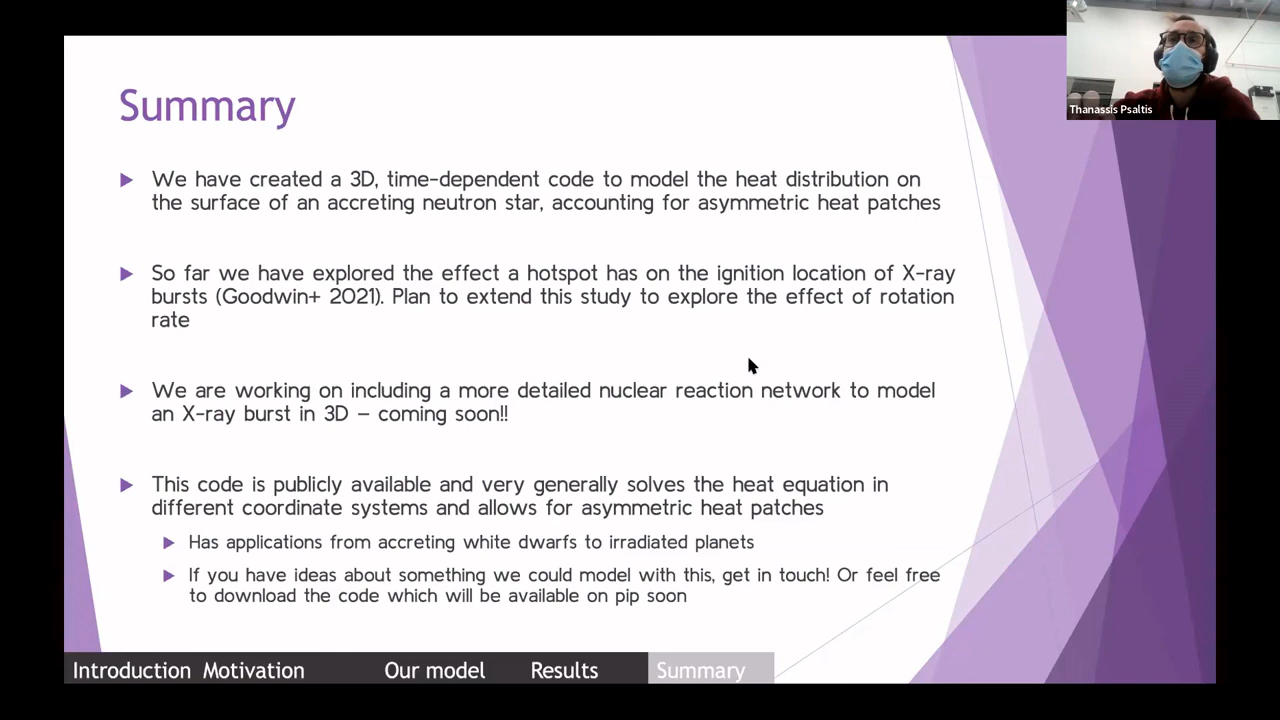 Thanassis Psaltis
Summary
We have created a 3D, time-dependent code to model the heat distribution on
the surface of an accreting neutron star, accounting for asymmetric heat patches
So far we have explored the effect a hotspot has on the ignition location of X-ray
bursts (Goodwin+ 2021). Plan to extend this study to explore the effect of rotation
rate
We are working on including a more detailed nuclear reaction network to model
an X-ray burst in 3D – coming soon!!
This code is publicly available and very generally solves the heat equation in
different coordinate systems and allows for asymmetric heat patches
Has applications from accreting white dwarfs to irradiated planets
If you have ideas about something we could model with this, get in touch! Or feel free
to download the code which will be available on pip soon
Introduction Motivation Our model Results Summary